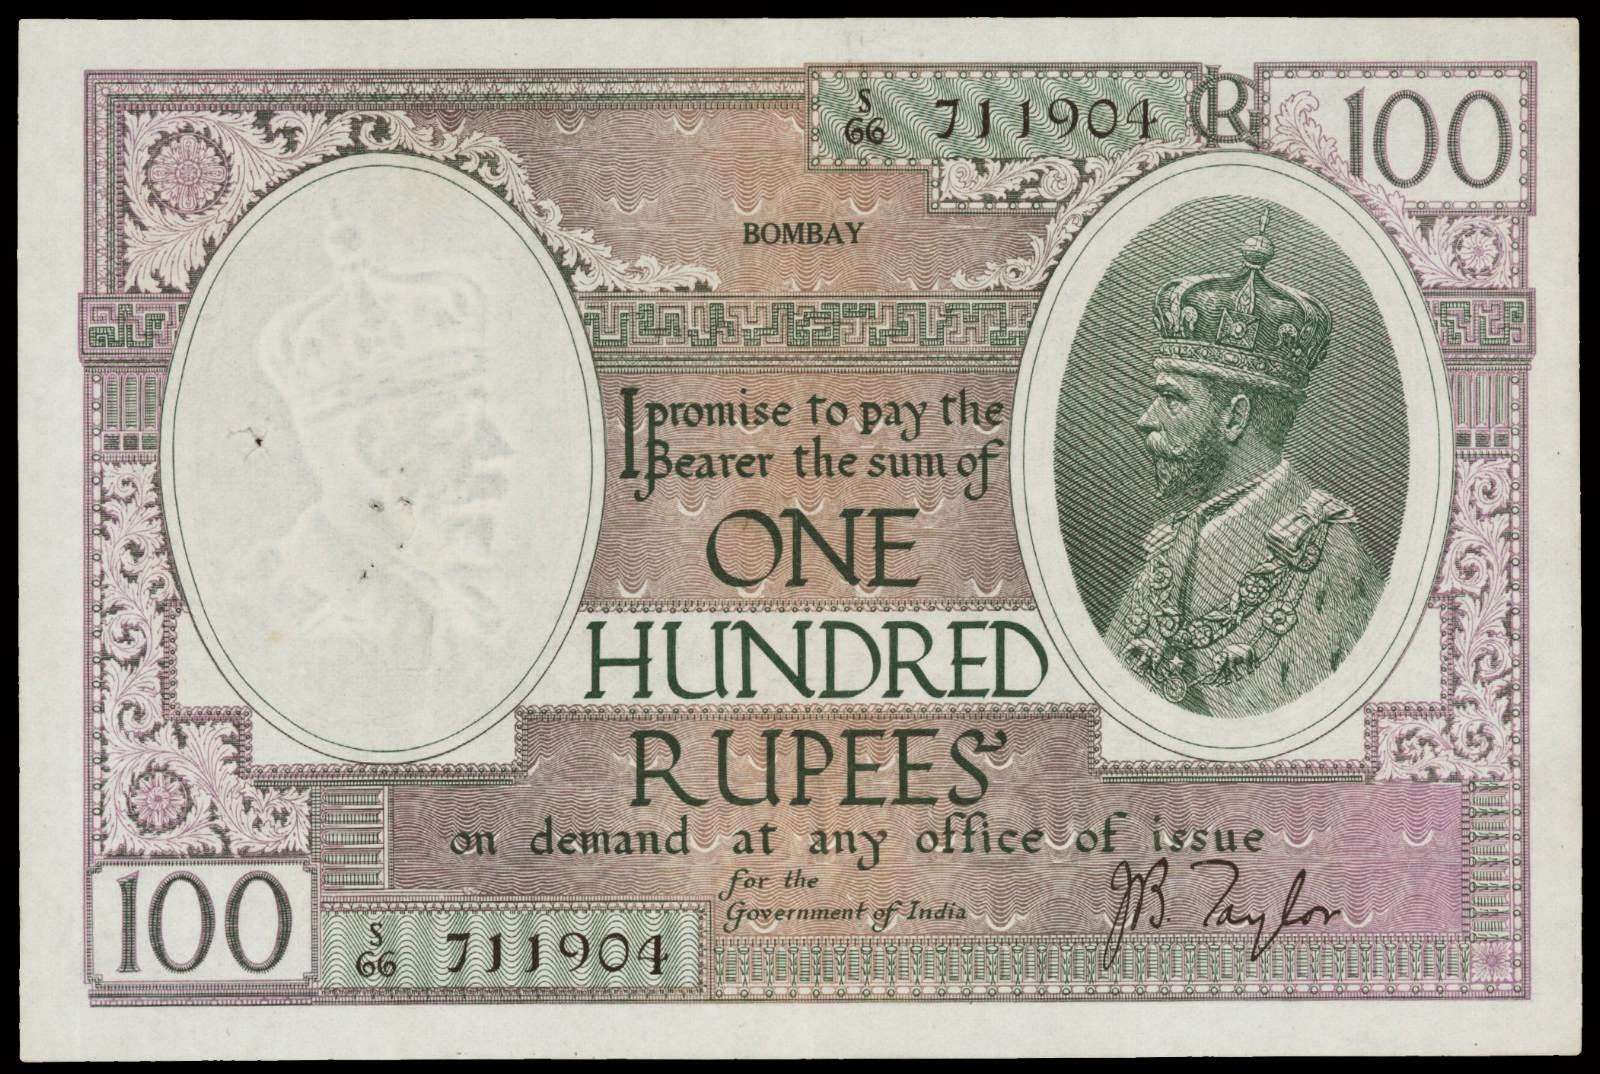 S
66 711904
100
BOMBAY
I promise to pay the
Bearer the sum of
ONE
HUNDRED
RUPEES
on demand at any office of issue
for the
Government of India
J.B. Taylor
100
S
66 711904